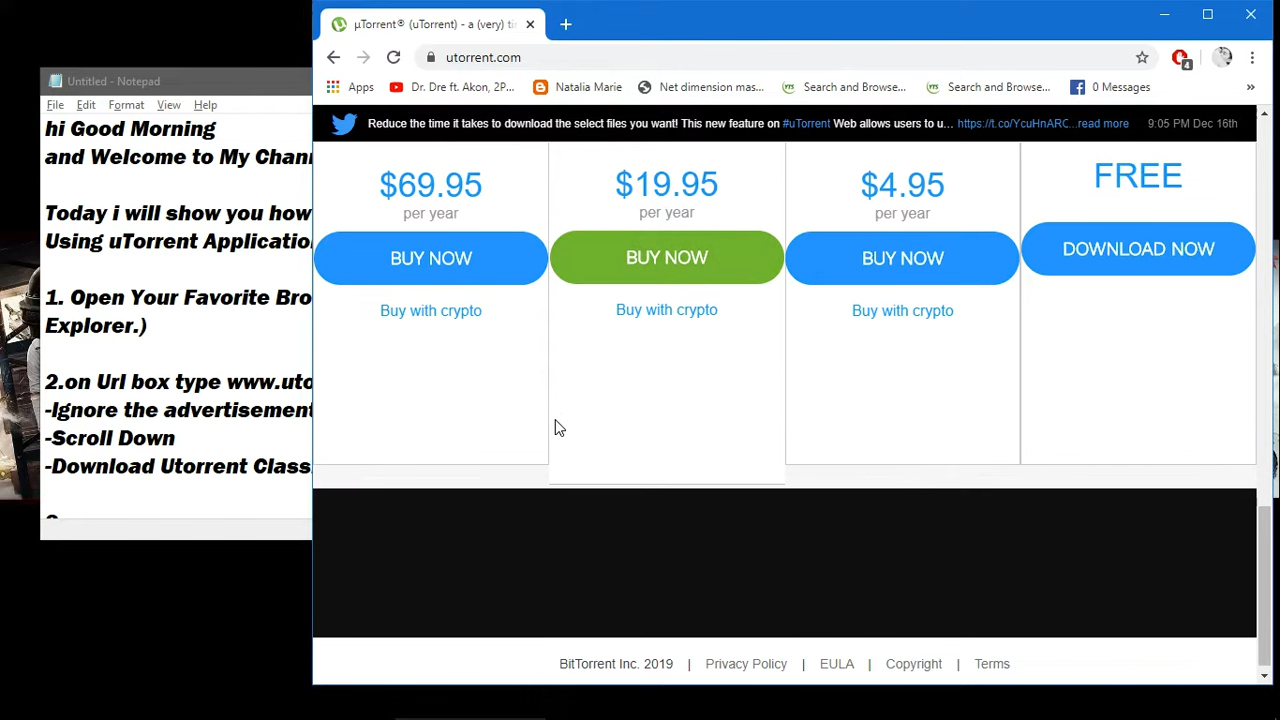 µTorrent® (uTorrent) - a (very) ti
utorrent.com
4
Apps
Dr. Dre ft. Akon, 2P...
Natalia Marie
Net dimension mas...
Search and Browse...
Search and Browse...
0 Messages
»
Untitled - Notepad
File Edit Format View Help
hi Good Morning
and Welcome to My Chan
Today i will show you how
Using uTorrent Application
1. Open Your Favorite Bro
Explorer.)
2.on Url box type www.uto
-Ignore the advertisement
-Scroll Down
-Download Utorrent Class
Reduce the time it takes to download the select files you want! This new feature on #uTorrent Web allows users to u... https://t.co/YcuHnARC...read more 9:05 PM Dec 16th
$69.95
per year
BUY NOW
Buy with crypto
$19.95
per year
BUY NOW
Buy with crypto
$4.95
per year
BUY NOW
Buy with crypto
FREE
DOWNLOAD NOW
BitTorrent Inc. 2019 | Privacy Policy | EULA | Copyright | Terms